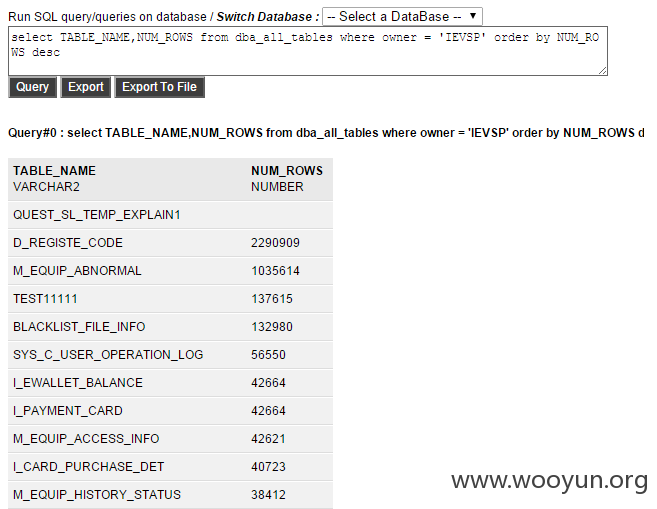 Run SQL query/queries on database / Switch Database : -- Select a DataBase --
select TABLE_NAME,NUM_ROWS from dba_all_tables where owner = 'IEVSP' order by NUM_RO
WS desc
Query Export Export To File
Query#0 : select TABLE_NAME,NUM_ROWS from dba_all_tables where owner = 'IEVSP' order by NUM_ROWS d
TABLE_NAME NUM_ROWS
VARCHAR2 NUMBER
QUEST_SL_TEMP_EXPLAIN1
D_REGISTE_CODE 2290909
M_EQUIP_ABNORMAL 1035614
TEST11111 137615
BLACKLIST_FILE_INFO 132980
SYS_C_USER_OPERATION_LOG 56550
I_EWALLET_BALANCE 42664
I_PAYMENT_CARD 42664
M_EQUIP_ACCESS_INFO 42621
I_CARD_PURCHASE_DET 40723
M_EQUIP_HISTORY_STATUS 38412
www.wooyun.org